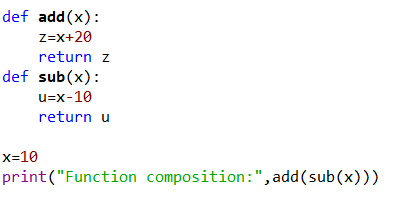 def add(x):
    z=x+20
    return z
def sub(x):
    u=x-10
    return u

x=10
print("Function composition:",add(sub(x)))